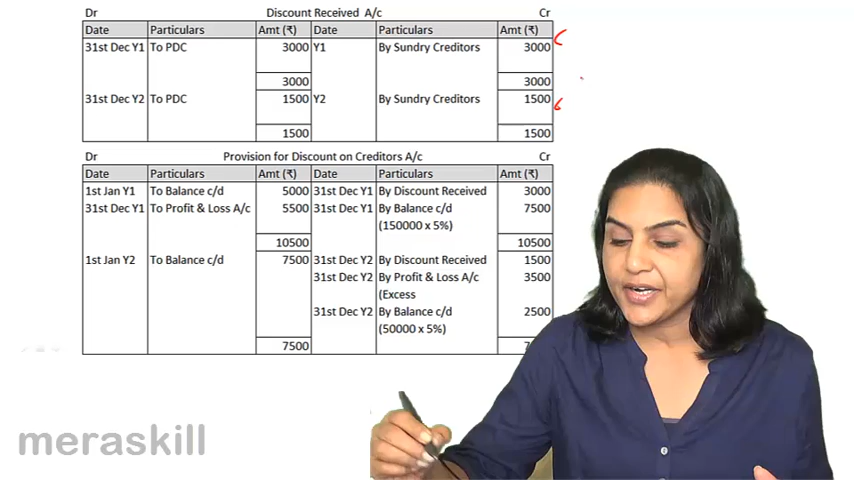 Dr Discount Received A/c Cr
Date Particulars Amt (₹) Date Particulars Amt (₹)
31st Dec Y1 To PDC 3000 Y1 By Sundry Creditors 3000
3000 3000
31st Dec Y2 To PDC 1500 Y2 By Sundry Creditors 1500
1500 1500
Dr Provision for Discount on Creditors A/c Cr
Date Particulars Amt (₹) Date Particulars Amt (₹)
1st Jan Y1 To Balance c/d 5000 31st Dec Y1 By Discount Received 3000
31st Dec Y1 To Profit & Loss A/c 5500 31st Dec Y1 By Balance c/d 7500
(150000 x 5%)
10500 10500
1st Jan Y2 To Balance c/d 7500 31st Dec Y2 By Discount Received 1500
31st Dec Y2 By Profit & Loss A/c 3500
(Excess
31st Dec Y2 By Balance c/d 2500
(50000 x 5%)
7500
meraskill